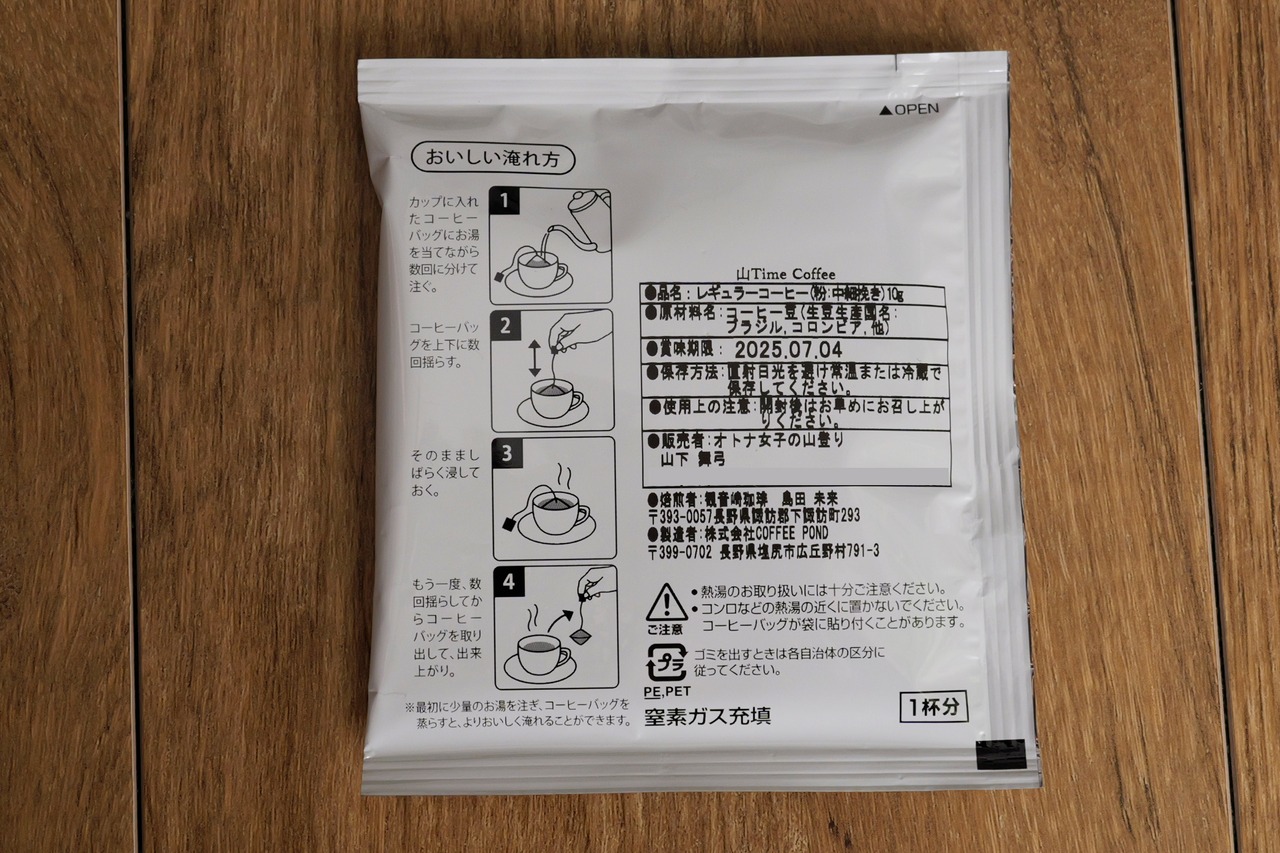 ▲OPEN
おいしい淹れ方
1
カップに入れ
たコーヒー
バッグにお湯
を当てながら
数回に分けて
注ぐ。
2
コーヒーバッ
グを上下に数
回揺らす。
3
そのままし
ばらく浸して
おく。
4
もう一度、数
回揺らしてか
らコーヒー
バッグを取り
出して、出来
上がり。
※最初に少量のお湯を注ぎ、コーヒーバッグを
蒸らすと、よりおいしく淹れることができます。
山Time Coffee
●品名：レギュラーコーヒー(粉:中細挽き)10g
●原材料名：コーヒー豆(生豆生産国名：
ブラジル,コロンビア,他)
●賞味期限： 2025.07.04
●保存方法：直射日光を避け常温または冷蔵で
保存してください。
●使用上の注意：開封後はお早めにお召し上が
りください。
●販売者：オトナ女子の山登り
山下 舞弓
●焙煎者：観音崎珈琲 島田 未来
〒393-0057長野県諏訪郡下諏訪町293
●製造者：株式会社COFFEE POND
〒399-0702 長野県塩尻市広丘野村791-3
ご注意
●熱湯のお取り扱いには十分ご注意ください。
●コンロなどの熱湯の近くに置かないでください。
コーヒーバッグが袋に貼り付くことがあります。
プラ
PE,PET
ゴミを出すときは各自治体の区分に
従ってください。
窒素ガス充填
1杯分